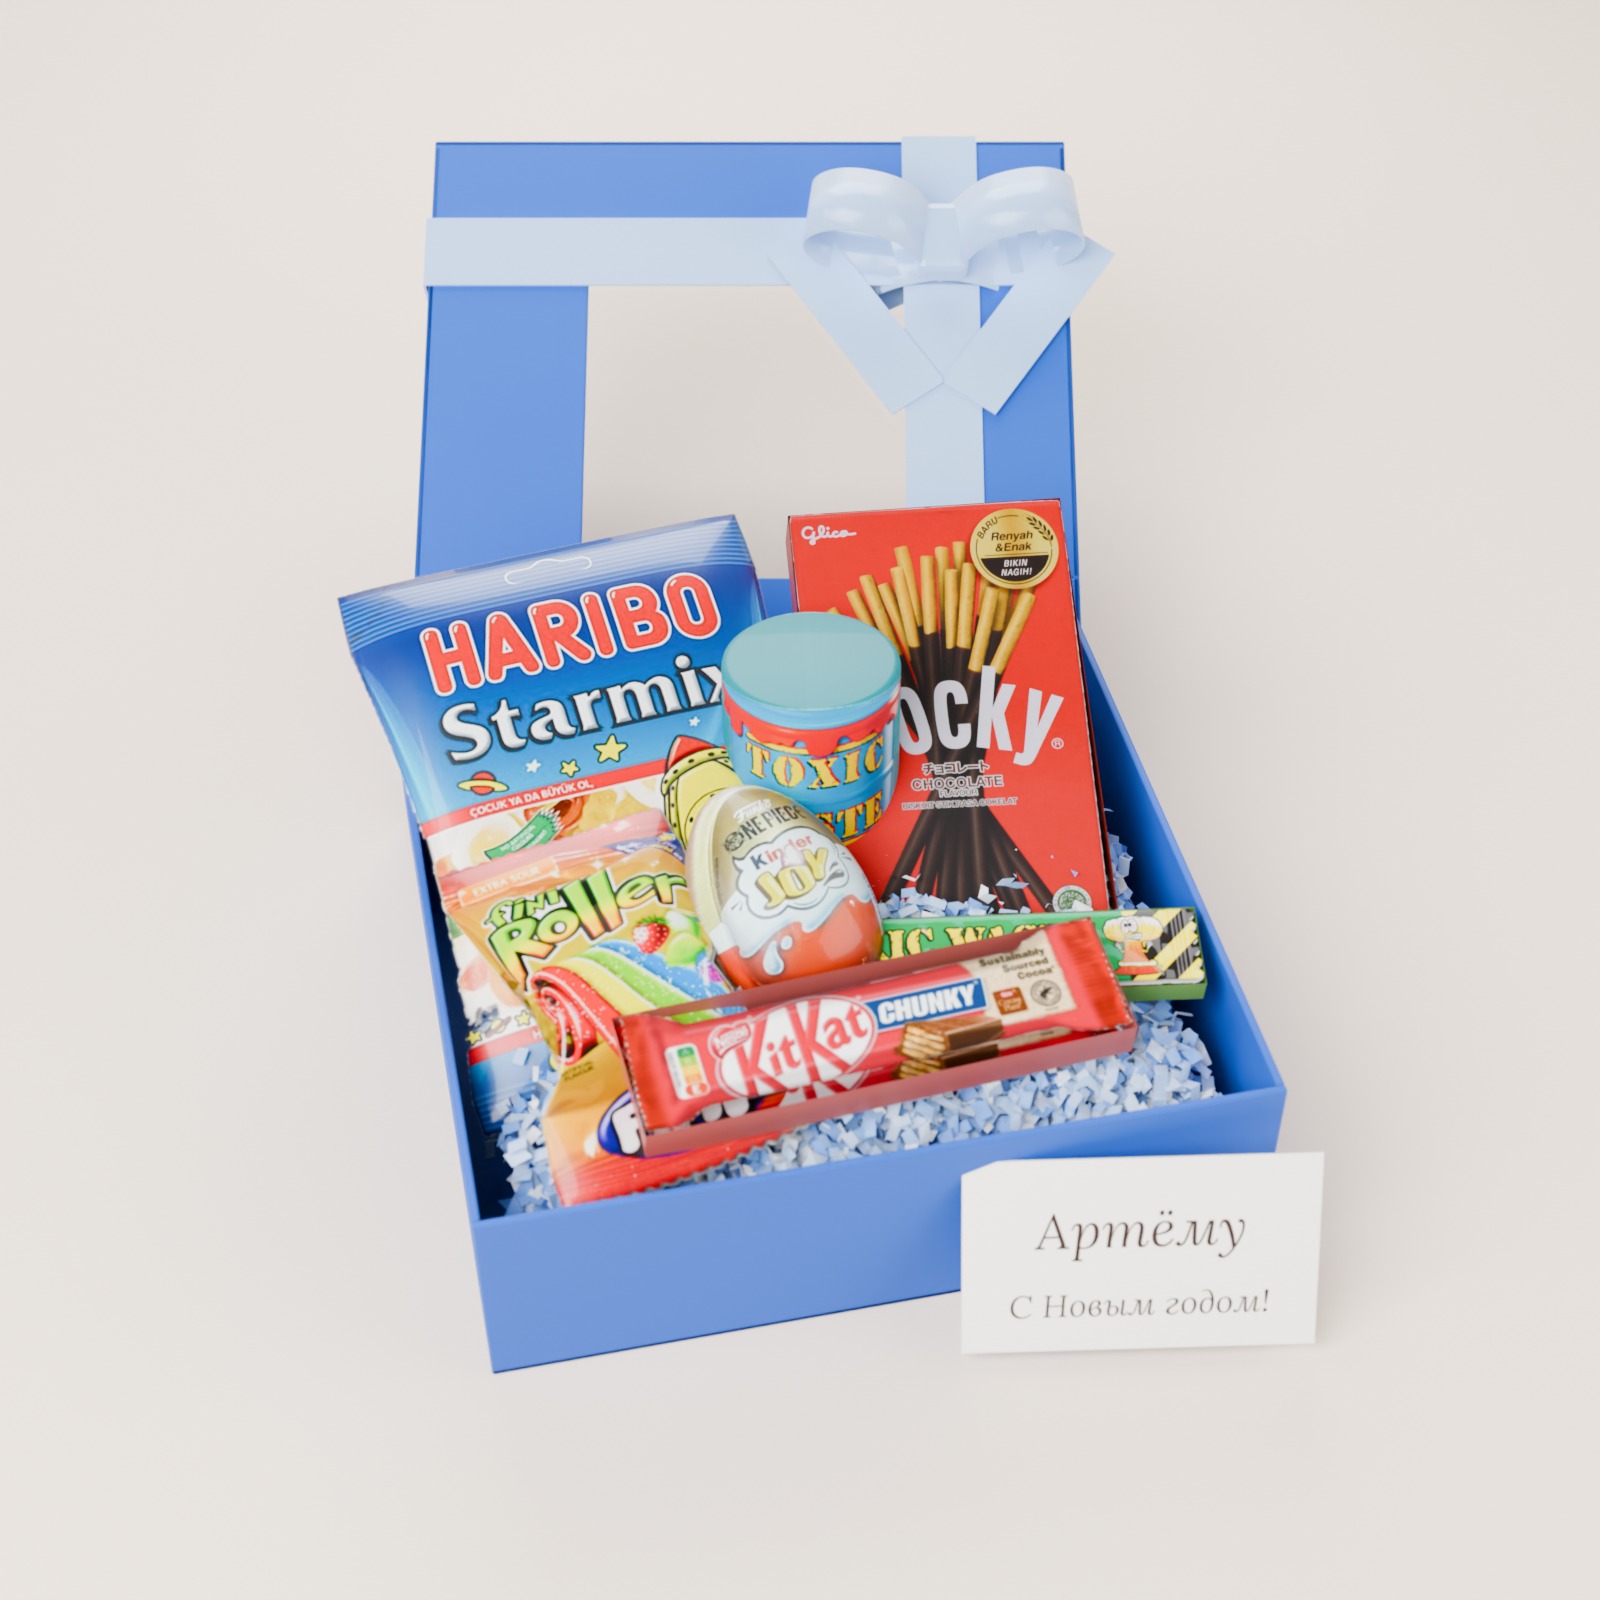 Glico
BARU
Renyah
&Enak
BIKIN
NAGIH!
HARIBO
Starmix
ÇOCUK YA DA BÜYÜK OL,
ocky®
チョコレート
CHOCOLATE
FLAVOUR
TOXIC
EXTRA SOUR
fini
Roller
ONE PIECE
Kinder
JOY
Sustainably
Sourced
Cocoa
Nestlé
KitKat
CHUNKY
Артёму
С Новым годом!